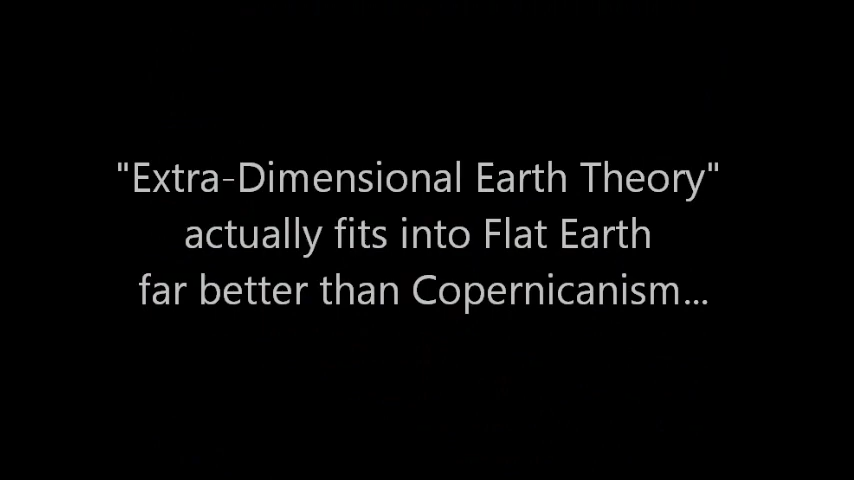 "Extra-Dimensional Earth Theory"
actually fits into Flat Earth
far better than Copernicanism...